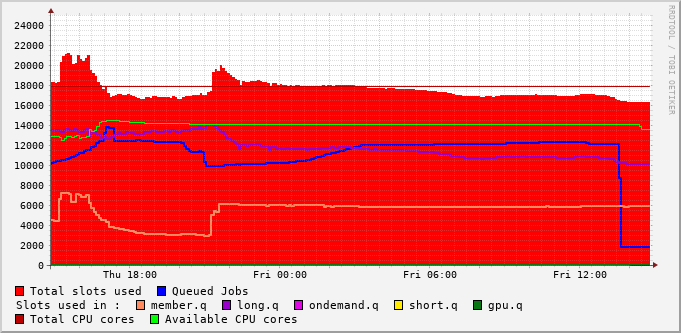 24000
22000
20000
18000
16000
14000
12000
10000
8000
6000
4000
2000
0
Thu 18:00 Fri 00:00 Fri 06:00 Fri 12:00
RRDTOOL / TOBI OETIKER
Total slots used Queued Jobs
Slots used in : member.q long.q ondemand.q short.q gpu.q
Total CPU cores Available CPU cores